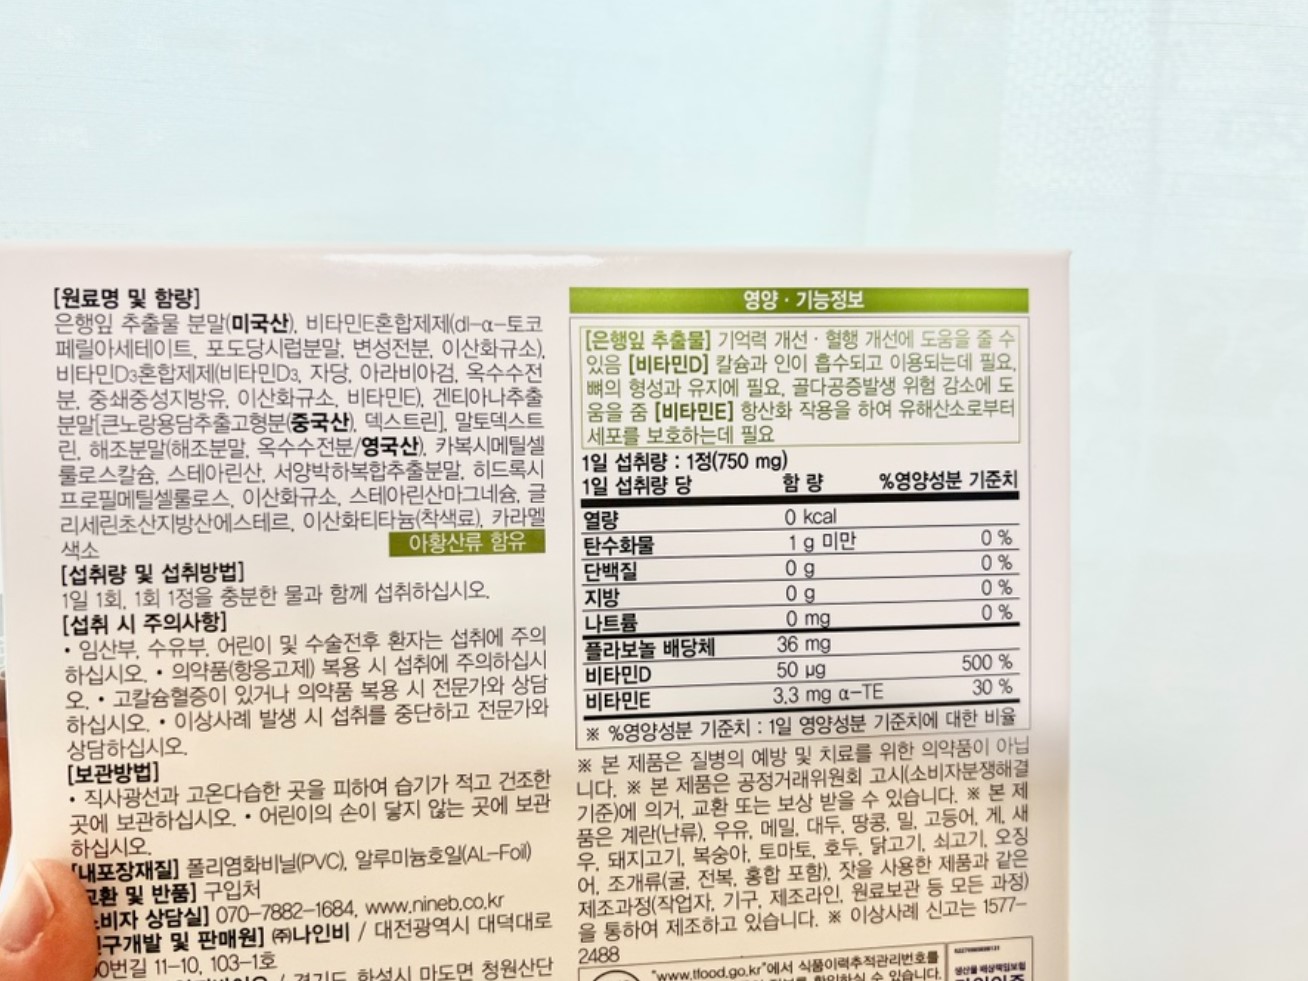 [원료명 및 함량]
은행잎 추출물 분말(미국산), 비타민E혼합제제(dl-α-토코
페릴아세테이트, 포도당시럽분말, 변성전분, 이산화규소),
비타민D3혼합제제(비타민D3, 자당, 아라비아검, 옥수수전
분, 중쇄중성지방유, 이산화규소, 비타민E), 겐티아나추출
분말[큰노랑용담추출고형분(중국산), 덱스트린], 말토덱스트
린, 해조분말(해조분말, 옥수수전분/영국산), 카복시메틸셀
룰로스칼슘, 스테아린산, 서양박하복합추출분말, 히드록시
프로필메틸셀룰로스, 이산화규소, 스테아린산마그네슘, 글
리세린초산지방산에스테르, 이산화티타늄(착색료), 카라멜
색소
아황산류 함유
[섭취량 및 섭취방법]
1일 1회, 1회 1정을 충분한 물과 함께 섭취하십시오.
[섭취 시 주의사항]
• 임산부, 수유부, 어린이 및 수술전후 환자는 섭취에 주의
하십시오. • 의약품(항응고제) 복용 시 섭취에 주의하십시
오. • 고칼슘혈증이 있거나 의약품 복용 시 전문가와 상담
하십시오. • 이상사례 발생 시 섭취를 중단하고 전문가와
상담하십시오.
[보관방법]
• 직사광선과 고온다습한 곳을 피하여 습기가 적고 건조한
곳에 보관하십시오. • 어린이의 손이 닿지 않는 곳에 보관
하십시오.
[내포장재질] 폴리염화비닐(PVC), 알루미늄호일(AL-Foil)
교환 및 반품] 구입처
비자 상담실] 070-7882-1684, www.nineb.co.kr
구개발 및 판매원] ㈜나인비 / 대전광역시 대덕대로
0번길 11-10, 103-1호
/ 경기도 화성시 마도면 청원산단
영양 · 기능정보
[은행잎 추출물] 기억력 개선 · 혈행 개선에 도움을 줄 수
있음 [비타민D] 칼슘과 인이 흡수되고 이용되는데 필요,
뼈의 형성과 유지에 필요, 골다공증발생 위험 감소에 도
움을 줌 [비타민E] 항산화 작용을 하여 유해산소로부터
세포를 보호하는데 필요
1일 섭취량 : 1정(750 mg)
1일 섭취량 당 함 량 %영양성분 기준치
열량 0 kcal
탄수화물 1 g 미만 0 %
단백질 0 g 0 %
지방 0 g 0 %
나트륨 0 mg 0 %
플라보놀 배당체 36 mg
비타민D 50 μg 500 %
비타민E 3.3 mg α-TE 30 %
※ %영양성분 기준치 : 1일 영양성분 기준치에 대한 비율
※ 본 제품은 질병의 예방 및 치료를 위한 의약품이 아닙
니다. ※ 본 제품은 공정거래위원회 고시(소비자분쟁해결
기준)에 의거, 교환 또는 보상 받을 수 있습니다. ※ 본 제
품은 계란(난류), 우유, 메밀, 대두, 땅콩, 밀, 고등어, 게, 새
우, 돼지고기, 복숭아, 토마토, 호두, 닭고기, 쇠고기, 오징
어, 조개류(굴, 전복, 홍합 포함), 잣을 사용한 제품과 같은
제조과정(작업자, 기구, 제조라인, 원료보관 등 모든 과정)
을 통하여 제조하고 있습니다. ※ 이상사례 신고는 1577-
2488
"www.tfood.go.kr"에서 식품이력추적관리번호를